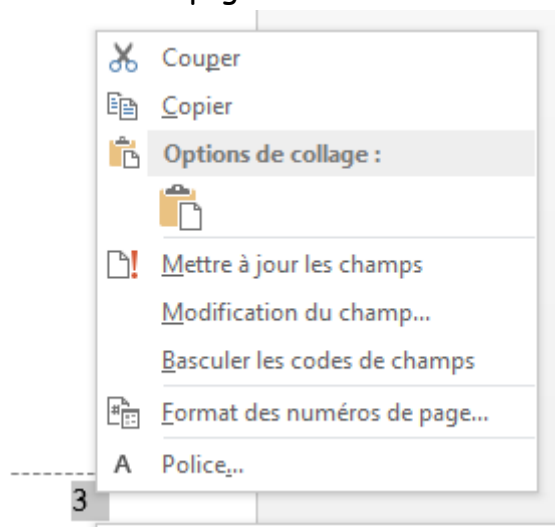 Couper
Copier
Options de collage :
Mettre à jour les champs
Modification du champ...
Basculer les codes de champs
Format des numéros de page...
A Police...
3